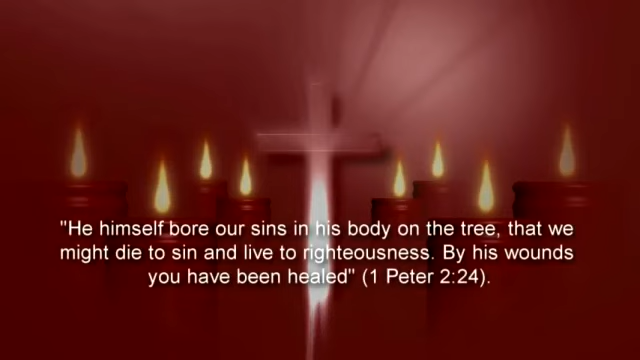 "He himself bore our sins in his body on the tree, that we
might die to sin and live to righteousness. By his wounds
you have been healed" (1 Peter 2:24).